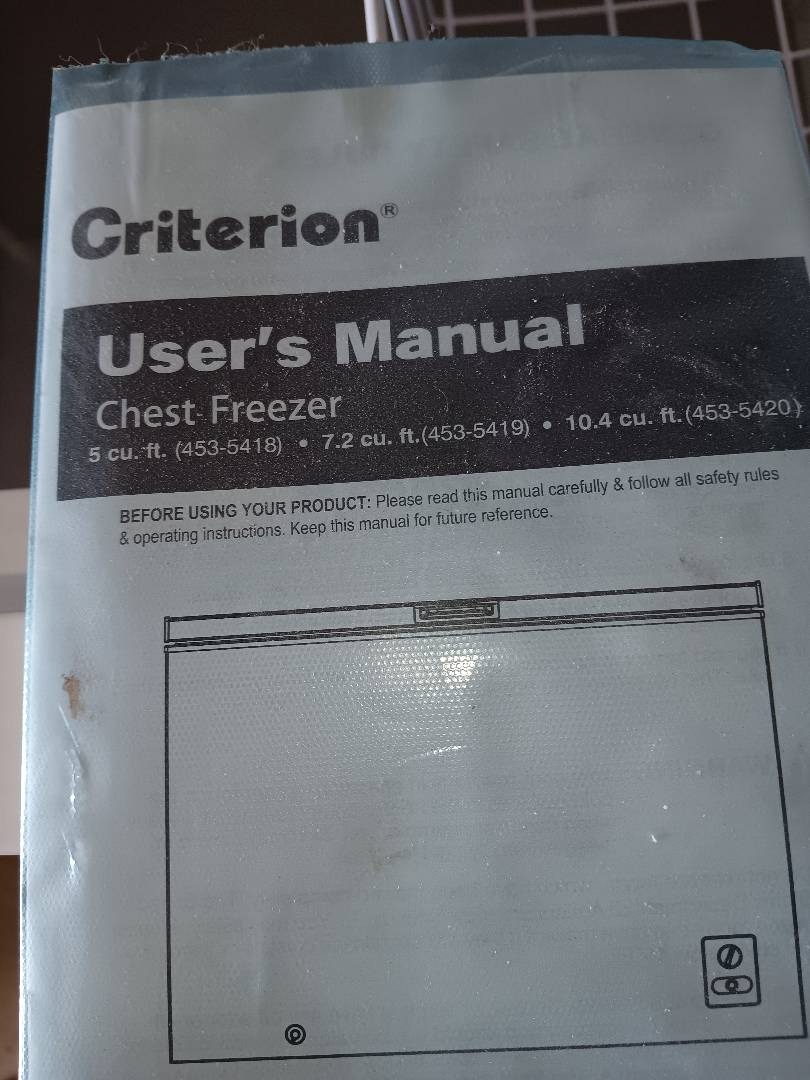 Criterion®
User's Manual
Chest Freezer
5 cu. ft. (453-5418) • 7.2 cu. ft.(453-5419) • 10.4 cu. ft.(453-5420)
BEFORE USING YOUR PRODUCT: Please read this manual carefully & follow all safety rules
& operating instructions. Keep this manual for future reference.